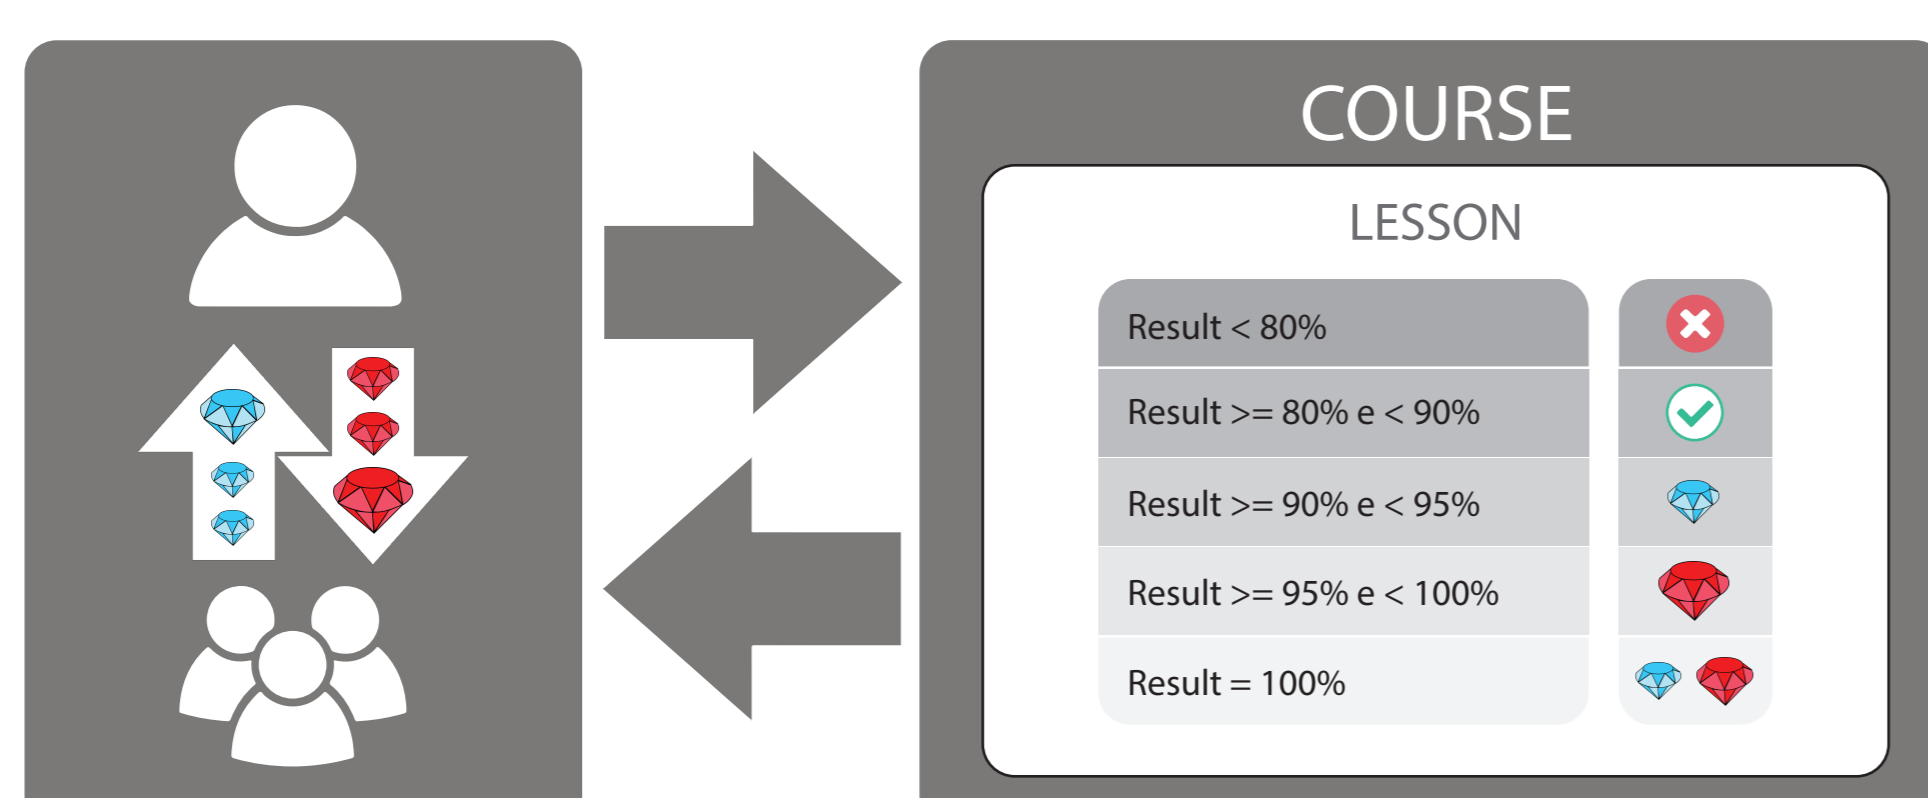 COURSE
LESSON
Result < 80%
Result >= 80% e < 90%
Result >= 90% e < 95%
Result >= 95% e < 100%
Result = 100%